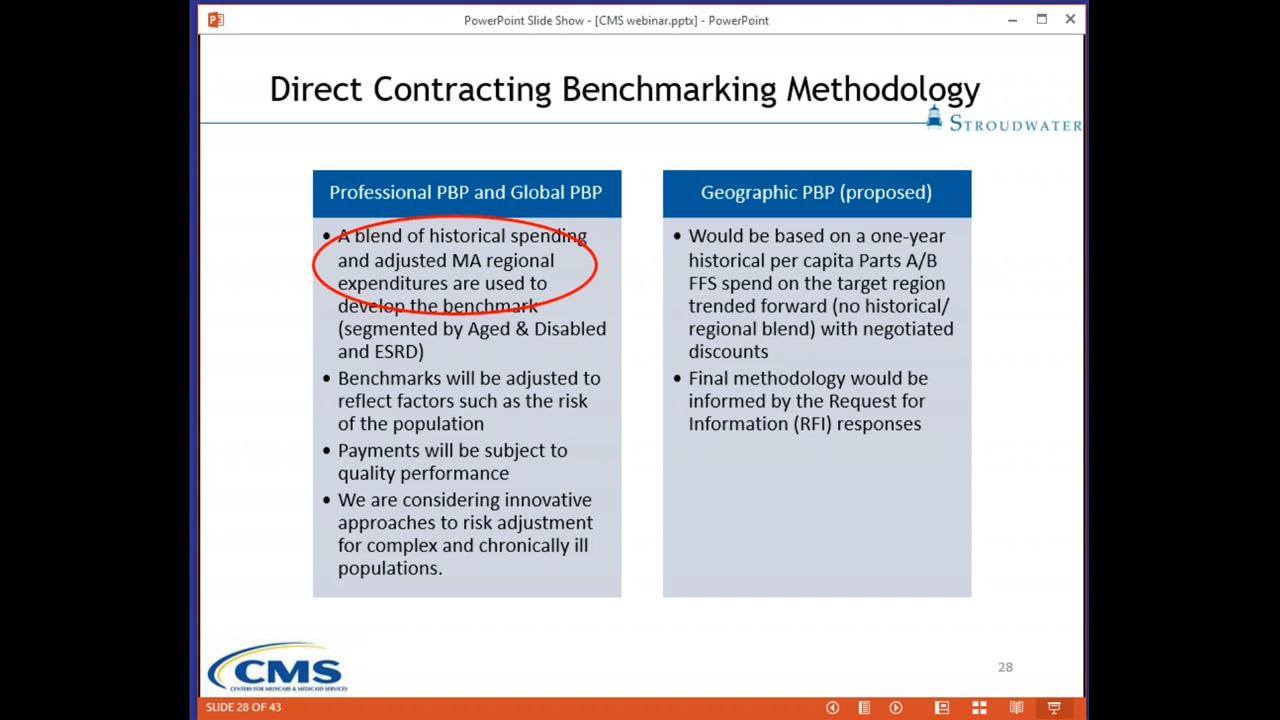 PowerPoint Slide Show - [CMS webinar.pptx] - PowerPoint
Direct Contracting Benchmarking Methodology
STROUDWATER
Professional PBP and Global PBP
• A blend of historical spending
and adjusted MA regional
expenditures are used to
develop the benchmark
(segmented by Aged & Disabled
and ESRD)
• Benchmarks will be adjusted to
reflect factors such as the risk
of the population
• Payments will be subject to
quality performance
• We are considering innovative
approaches to risk adjustment
for complex and chronically ill
populations.
Geographic PBP (proposed)
• Would be based on a one-year
historical per capita Parts A/B
FFS spend on the target region
trended forward (no historical/
regional blend) with negotiated
discounts
• Final methodology would be
informed by the Request for
Information (RFI) responses
CMS
CENTERS FOR MEDICARE & MEDICAID SERVICES
28
SLIDE 28 OF 43